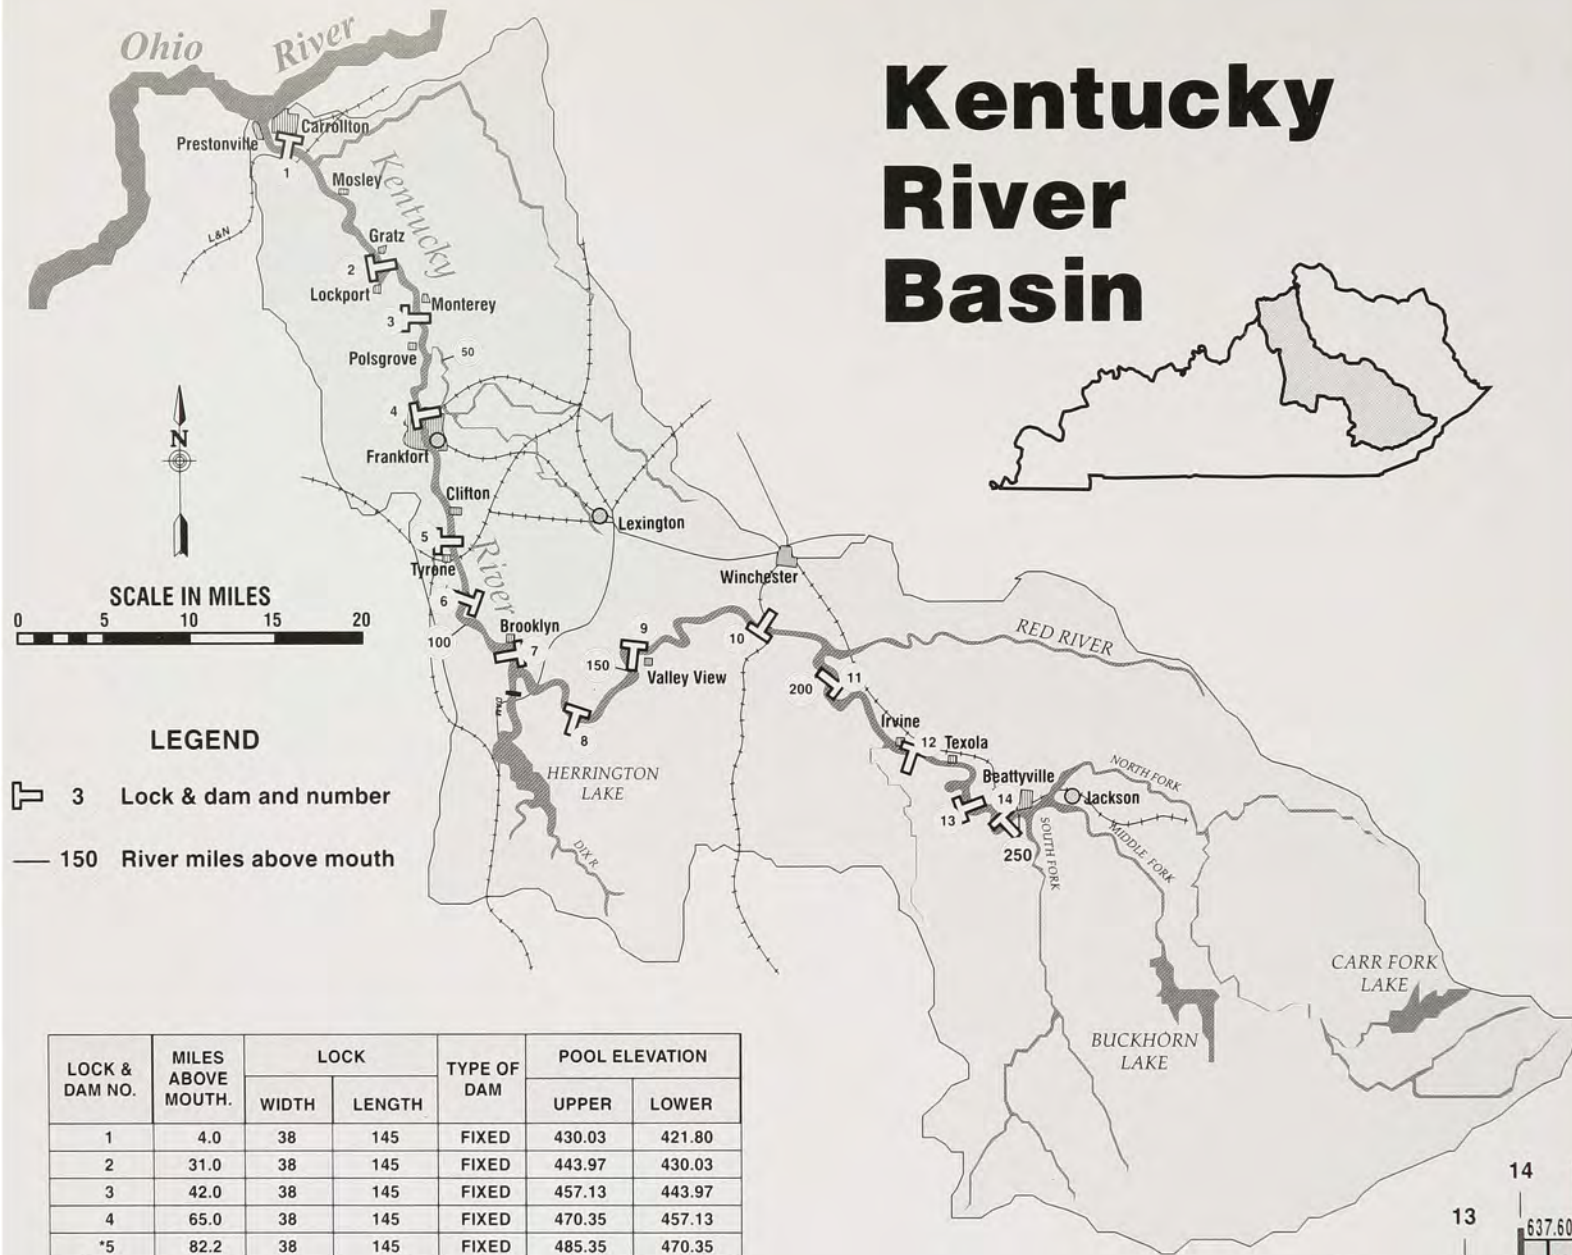 Ohio River
Kentucky
River
Basin
Prestonville
Carrollton
1
Mosley
Kentucky
L&N
Gratz
2
Lockport
Monterey
3
Polsgrove
50
4
Frankfort
N
Clifton
Lexington
5
Tyrone
River
Winchester
SCALE IN MILES
0 5 10 15 20
6
100
Brooklyn
7
9
10
150
Valley View
RED RIVER
11
200
8
Irvine
12
Texola
HERRINGTON
LAKE
Beattyville
NORTH FORK
14
Jackson
13
MIDDLE FORK
SOUTH FORK
250
DIX R.
LEGEND
3 Lock & dam and number
150 River miles above mouth
CARR FORK
LAKE
BUCKHORN
LAKE
LOCK & DAM NO. MILES ABOVE MOUTH. LOCK TYPE OF DAM POOL ELEVATION
WIDTH LENGTH UPPER LOWER
1 4.0 38 145 FIXED 430.03 421.80
2 31.0 38 145 FIXED 443.97 430.03
3 42.0 38 145 FIXED 457.13 443.97
4 65.0 38 145 FIXED 470.35 457.13
*5 82.2 38 145 FIXED 485.35 470.35
14
13
637.60